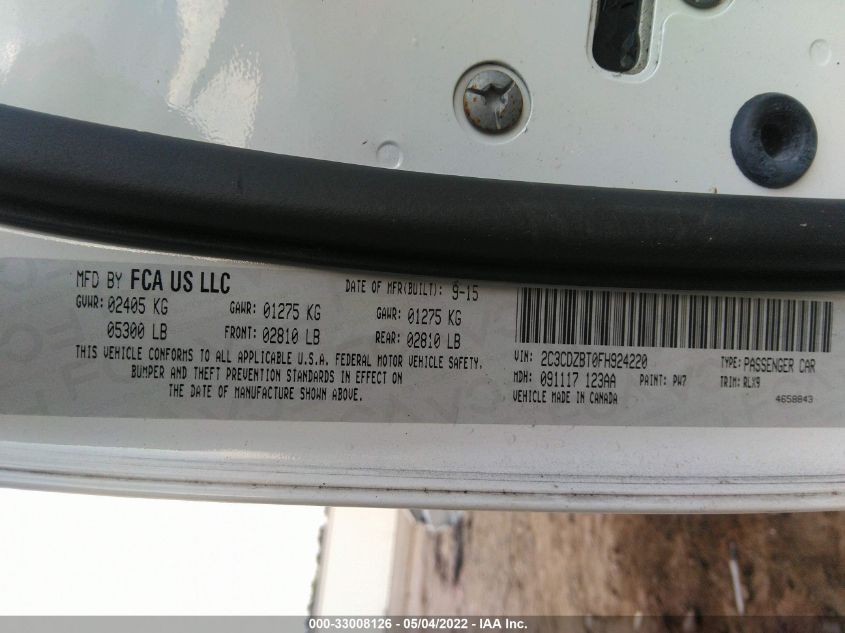 MFD BY FCA US LLC
DATE OF MFR(BUILT): 9-15
GVWR: 02405 KG GAWR: 01275 KG GAWR: 01275 KG
05300 LB FRONT: 02810 LB REAR: 02810 LB
THIS VEHICLE CONFORMS TO ALL APPLICABLE U.S.A. FEDERAL MOTOR VEHICLE SAFETY,
BUMPER AND THEFT PREVENTION STANDARDS IN EFFECT ON
THE DATE OF MANUFACTURE SHOWN ABOVE.
VIN: 2C3CDZBT0FH924220 TYPE: PASSENGER CAR
MDH: 091117 123AA PAINT: PW7 TRIM: RLX9
VEHICLE MADE IN CANADA 4658843
000-33008126 - 05/04/2022 - IAA Inc.